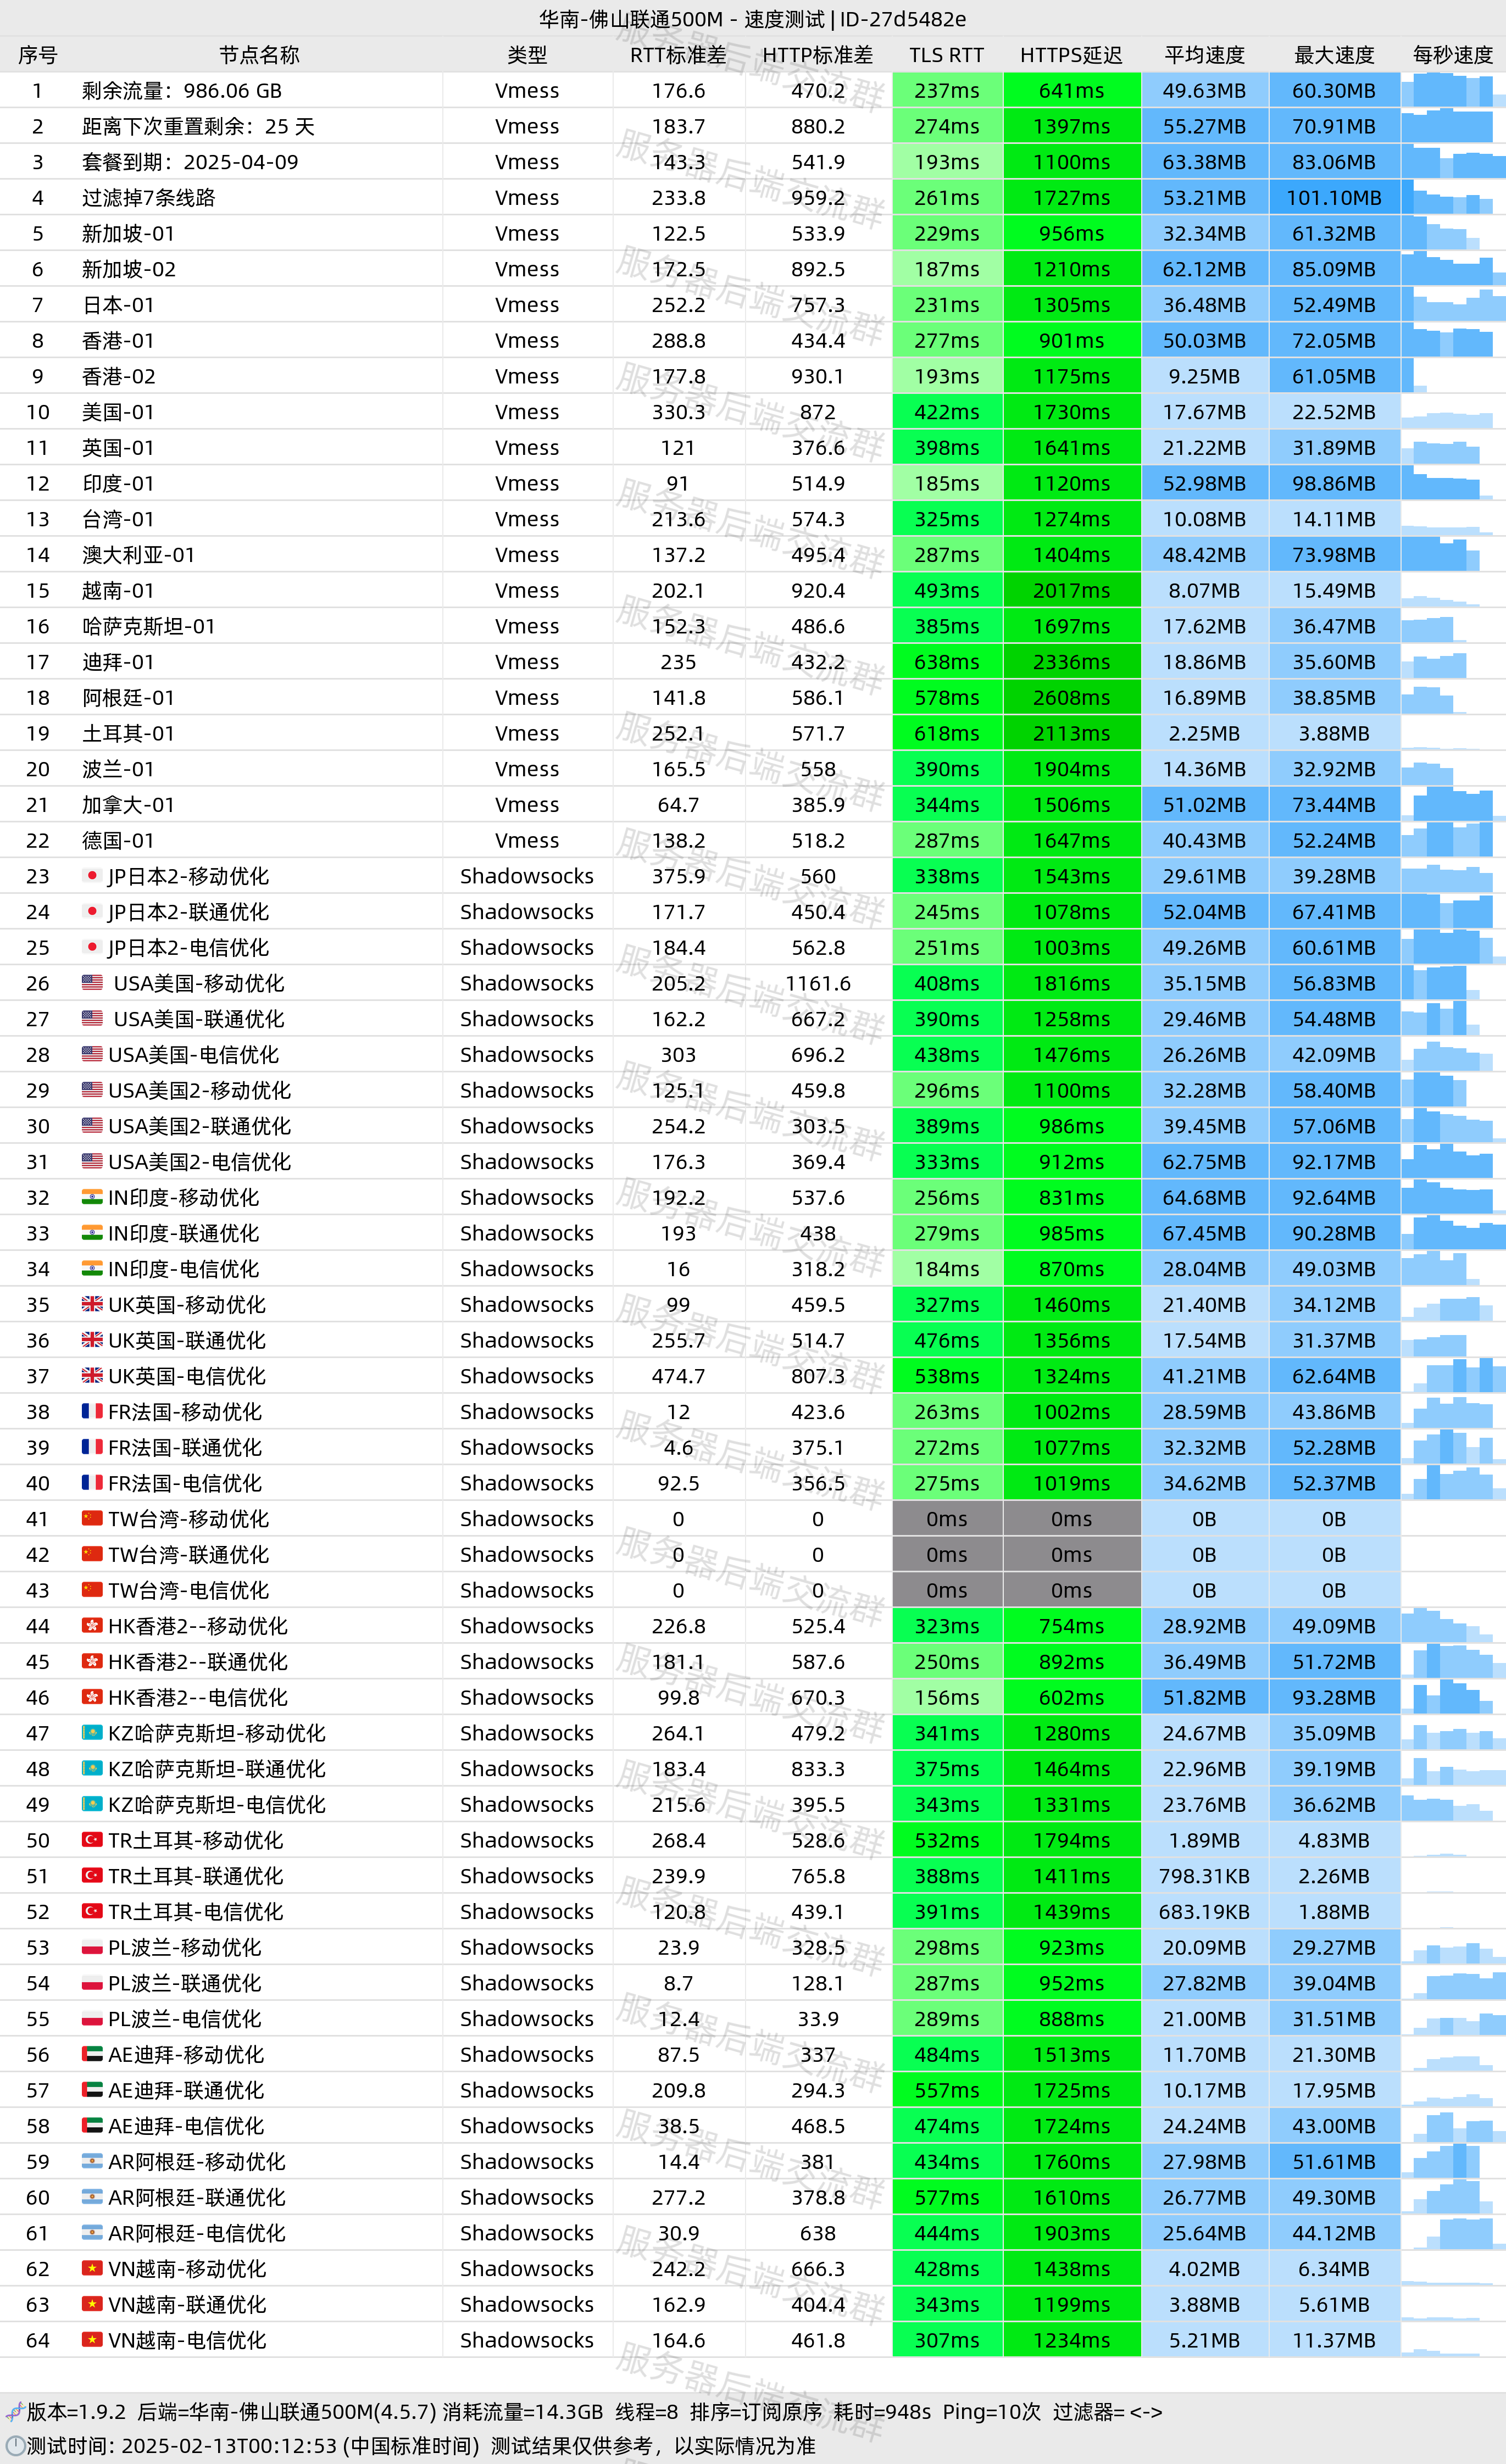 华南-佛山联通500M - 速度测试 | ID-27d5482e
序号 节点名称 类型 RTT标准差 HTTP标准差 TLS RTT HTTPS延迟 平均速度 最大速度 每秒速度
1 剩余流量：986.06 GB Vmess 176.6 470.2 237ms 641ms 49.63MB 60.30MB
2 距离下次重置剩余：25 天 Vmess 183.7 880.2 274ms 1397ms 55.27MB 70.91MB
3 套餐到期：2025-04-09 Vmess 143.3 541.9 193ms 1100ms 63.38MB 83.06MB
4 过滤掉7条线路 Vmess 233.8 959.2 261ms 1727ms 53.21MB 101.10MB
5 新加坡-01 Vmess 122.5 533.9 229ms 956ms 32.34MB 61.32MB
6 新加坡-02 Vmess 172.5 892.5 187ms 1210ms 62.12MB 85.09MB
7 日本-01 Vmess 252.2 757.3 231ms 1305ms 36.48MB 52.49MB
8 香港-01 Vmess 288.8 434.4 277ms 901ms 50.03MB 72.05MB
9 香港-02 Vmess 177.8 930.1 193ms 1175ms 9.25MB 61.05MB
10 美国-01 Vmess 330.3 872 422ms 1730ms 17.67MB 22.52MB
11 英国-01 Vmess 121 376.6 398ms 1641ms 21.22MB 31.89MB
12 印度-01 Vmess 91 514.9 185ms 1120ms 52.98MB 98.86MB
13 台湾-01 Vmess 213.6 574.3 325ms 1274ms 10.08MB 14.11MB
14 澳大利亚-01 Vmess 137.2 495.4 287ms 1404ms 48.42MB 73.98MB
15 越南-01 Vmess 202.1 920.4 493ms 2017ms 8.07MB 15.49MB
16 哈萨克斯坦-01 Vmess 152.3 486.6 385ms 1697ms 17.62MB 36.47MB
17 迪拜-01 Vmess 235 432.2 638ms 2336ms 18.86MB 35.60MB
18 阿根廷-01 Vmess 141.8 586.1 578ms 2608ms 16.89MB 38.85MB
19 土耳其-01 Vmess 252.1 571.7 618ms 2113ms 2.25MB 3.88MB
20 波兰-01 Vmess 165.5 558 390ms 1904ms 14.36MB 32.92MB
21 加拿大-01 Vmess 64.7 385.9 344ms 1506ms 51.02MB 73.44MB
22 德国-01 Vmess 138.2 518.2 287ms 1647ms 40.43MB 52.24MB
23 JP日本2-移动优化 Shadowsocks 375.9 560 338ms 1543ms 29.61MB 39.28MB
24 JP日本2-联通优化 Shadowsocks 171.7 450.4 245ms 1078ms 52.04MB 67.41MB
25 JP日本2-电信优化 Shadowsocks 184.4 562.8 251ms 1003ms 49.26MB 60.61MB
26 USA美国-移动优化 Shadowsocks 205.2 1161.6 408ms 1816ms 35.15MB 56.83MB
27 USA美国-联通优化 Shadowsocks 162.2 667.2 390ms 1258ms 29.46MB 54.48MB
28 USA美国-电信优化 Shadowsocks 303 696.2 438ms 1476ms 26.26MB 42.09MB
29 USA美国2-移动优化 Shadowsocks 125.1 459.8 296ms 1100ms 32.28MB 58.40MB
30 USA美国2-联通优化 Shadowsocks 254.2 303.5 389ms 986ms 39.45MB 57.06MB
31 USA美国2-电信优化 Shadowsocks 176.3 369.4 333ms 912ms 62.75MB 92.17MB
32 IN印度-移动优化 Shadowsocks 192.2 537.6 256ms 831ms 64.68MB 92.64MB
33 IN印度-联通优化 Shadowsocks 193 438 279ms 985ms 67.45MB 90.28MB
34 IN印度-电信优化 Shadowsocks 16 318.2 184ms 870ms 28.04MB 49.03MB
35 UK英国-移动优化 Shadowsocks 99 459.5 327ms 1460ms 21.40MB 34.12MB
36 UK英国-联通优化 Shadowsocks 255.7 514.7 476ms 1356ms 17.54MB 31.37MB
37 UK英国-电信优化 Shadowsocks 474.7 807.3 538ms 1324ms 41.21MB 62.64MB
38 FR法国-移动优化 Shadowsocks 12 423.6 263ms 1002ms 28.59MB 43.86MB
39 FR法国-联通优化 Shadowsocks 4.6 375.1 272ms 1077ms 32.32MB 52.28MB
40 FR法国-电信优化 Shadowsocks 92.5 356.5 275ms 1019ms 34.62MB 52.37MB
41 TW台湾-移动优化 Shadowsocks 0 0 0ms 0ms 0B 0B
42 TW台湾-联通优化 Shadowsocks 0 0 0ms 0ms 0B 0B
43 TW台湾-电信优化 Shadowsocks 0 0 0ms 0ms 0B 0B
44 HK香港2--移动优化 Shadowsocks 226.8 525.4 323ms 754ms 28.92MB 49.09MB
45 HK香港2--联通优化 Shadowsocks 181.1 587.6 250ms 892ms 36.49MB 51.72MB
46 HK香港2--电信优化 Shadowsocks 99.8 670.3 156ms 602ms 51.82MB 93.28MB
47 KZ哈萨克斯坦-移动优化 Shadowsocks 264.1 479.2 341ms 1280ms 24.67MB 35.09MB
48 KZ哈萨克斯坦-联通优化 Shadowsocks 183.4 833.3 375ms 1464ms 22.96MB 39.19MB
49 KZ哈萨克斯坦-电信优化 Shadowsocks 215.6 395.5 343ms 1331ms 23.76MB 36.62MB
50 TR土耳其-移动优化 Shadowsocks 268.4 528.6 532ms 1794ms 1.89MB 4.83MB
51 TR土耳其-联通优化 Shadowsocks 239.9 765.8 388ms 1411ms 798.31KB 2.26MB
52 TR土耳其-电信优化 Shadowsocks 120.8 439.1 391ms 1439ms 683.19KB 1.88MB
53 PL波兰-移动优化 Shadowsocks 23.9 328.5 298ms 923ms 20.09MB 29.27MB
54 PL波兰-联通优化 Shadowsocks 8.7 128.1 287ms 952ms 27.82MB 39.04MB
55 PL波兰-电信优化 Shadowsocks 12.4 33.9 289ms 888ms 21.00MB 31.51MB
56 AE迪拜-移动优化 Shadowsocks 87.5 337 484ms 1513ms 11.70MB 21.30MB
57 AE迪拜-联通优化 Shadowsocks 209.8 294.3 557ms 1725ms 10.17MB 17.95MB
58 AE迪拜-电信优化 Shadowsocks 38.5 468.5 474ms 1724ms 24.24MB 43.00MB
59 AR阿根廷-移动优化 Shadowsocks 14.4 381 434ms 1760ms 27.98MB 51.61MB
60 AR阿根廷-联通优化 Shadowsocks 277.2 378.8 577ms 1610ms 26.77MB 49.30MB
61 AR阿根廷-电信优化 Shadowsocks 30.9 638 444ms 1903ms 25.64MB 44.12MB
62 VN越南-移动优化 Shadowsocks 242.2 666.3 428ms 1438ms 4.02MB 6.34MB
63 VN越南-联通优化 Shadowsocks 162.9 404.4 343ms 1199ms 3.88MB 5.61MB
64 VN越南-电信优化 Shadowsocks 164.6 461.8 307ms 1234ms 5.21MB 11.37MB
版本=1.9.2 后端=华南-佛山联通500M(4.5.7) 消耗流量=14.3GB 线程=8 排序=订阅原序 耗时=948s Ping=10次 过滤器= <->
测试时间: 2025-02-13T00:12:53 (中国标准时间) 测试结果仅供参考，以实际情况为准
服务器后端交流群